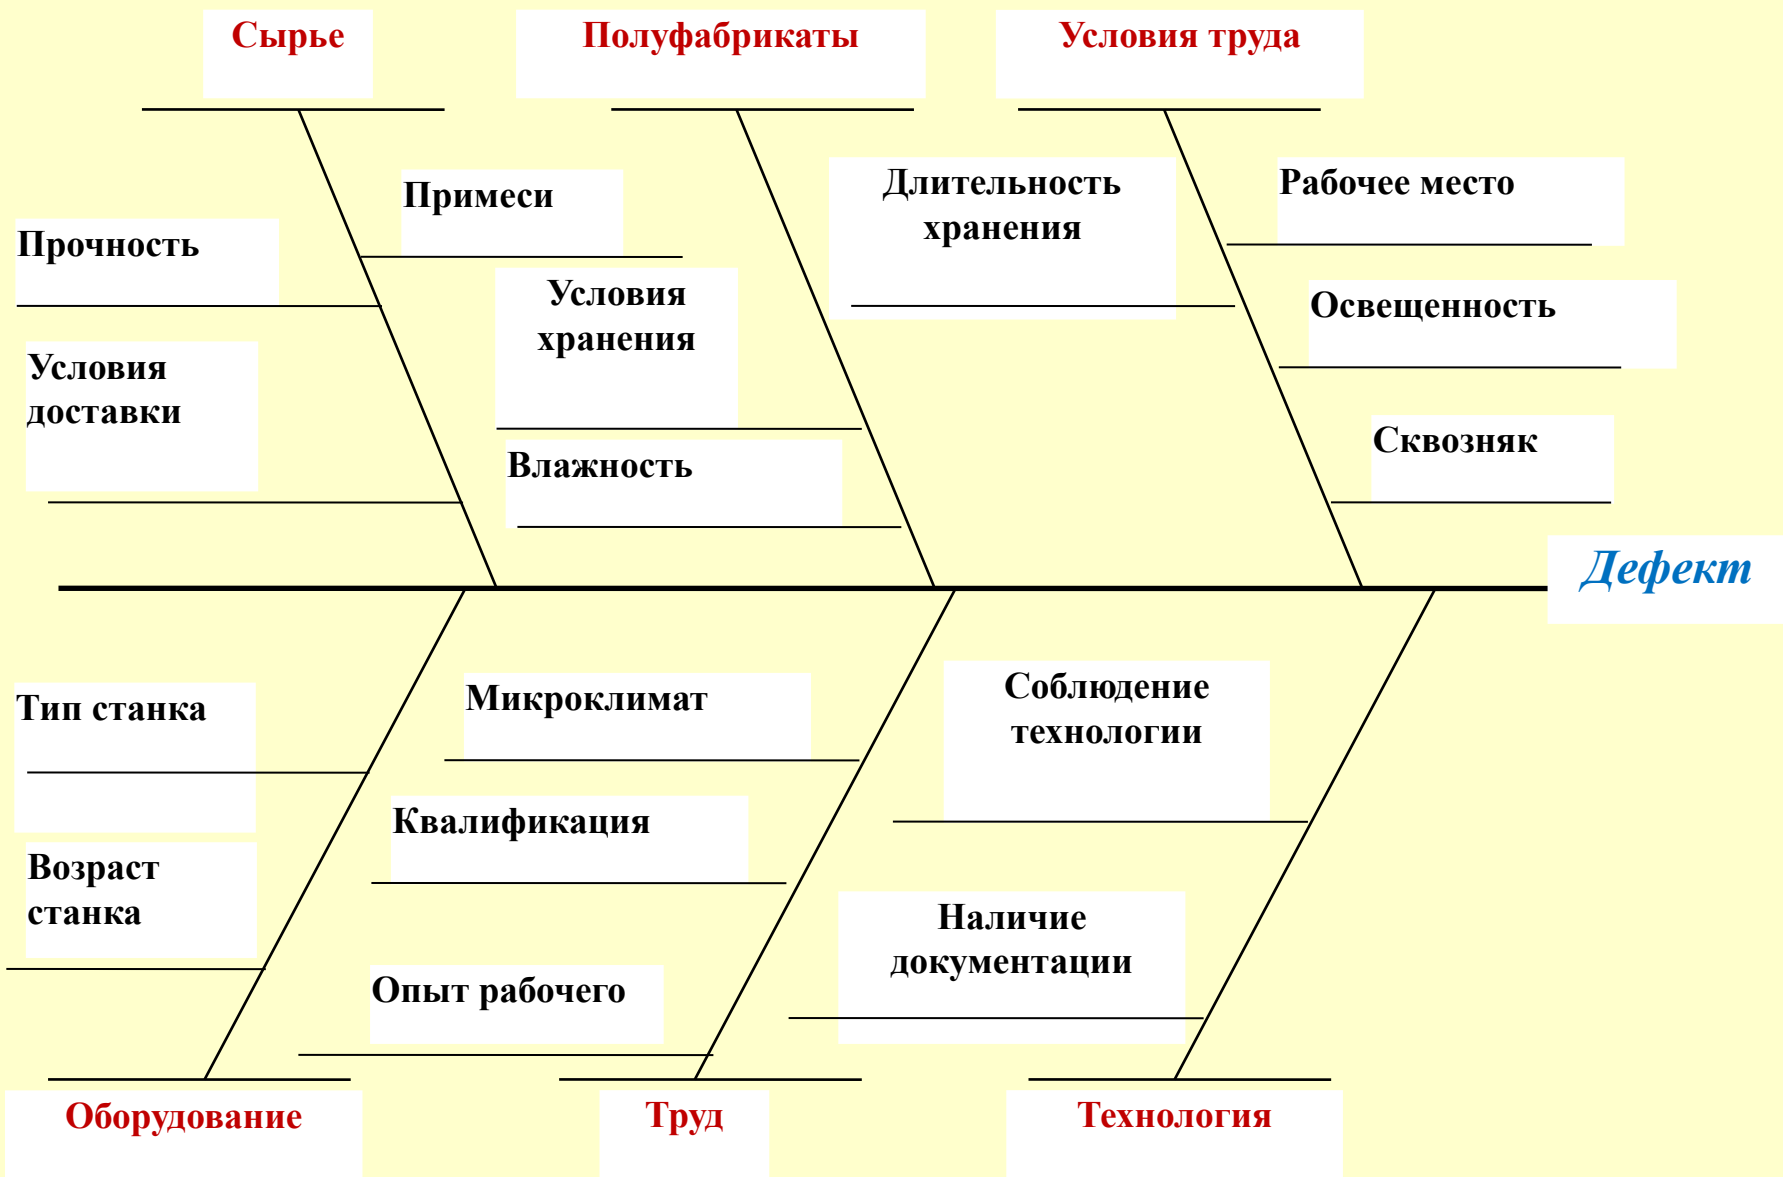 Сырье
Полуфабрикаты
Условия труда
Примеси
Длительность
хранения
Рабочее место
Прочность
Условия
хранения
Освещенность
Условия
доставки
Влажность
Сквозняк
Дефект
Тип станка
Микроклимат
Соблюдение
технологии
Квалификация
Возраст
станка
Наличие
документации
Опыт рабочего
Оборудование
Труд
Технология